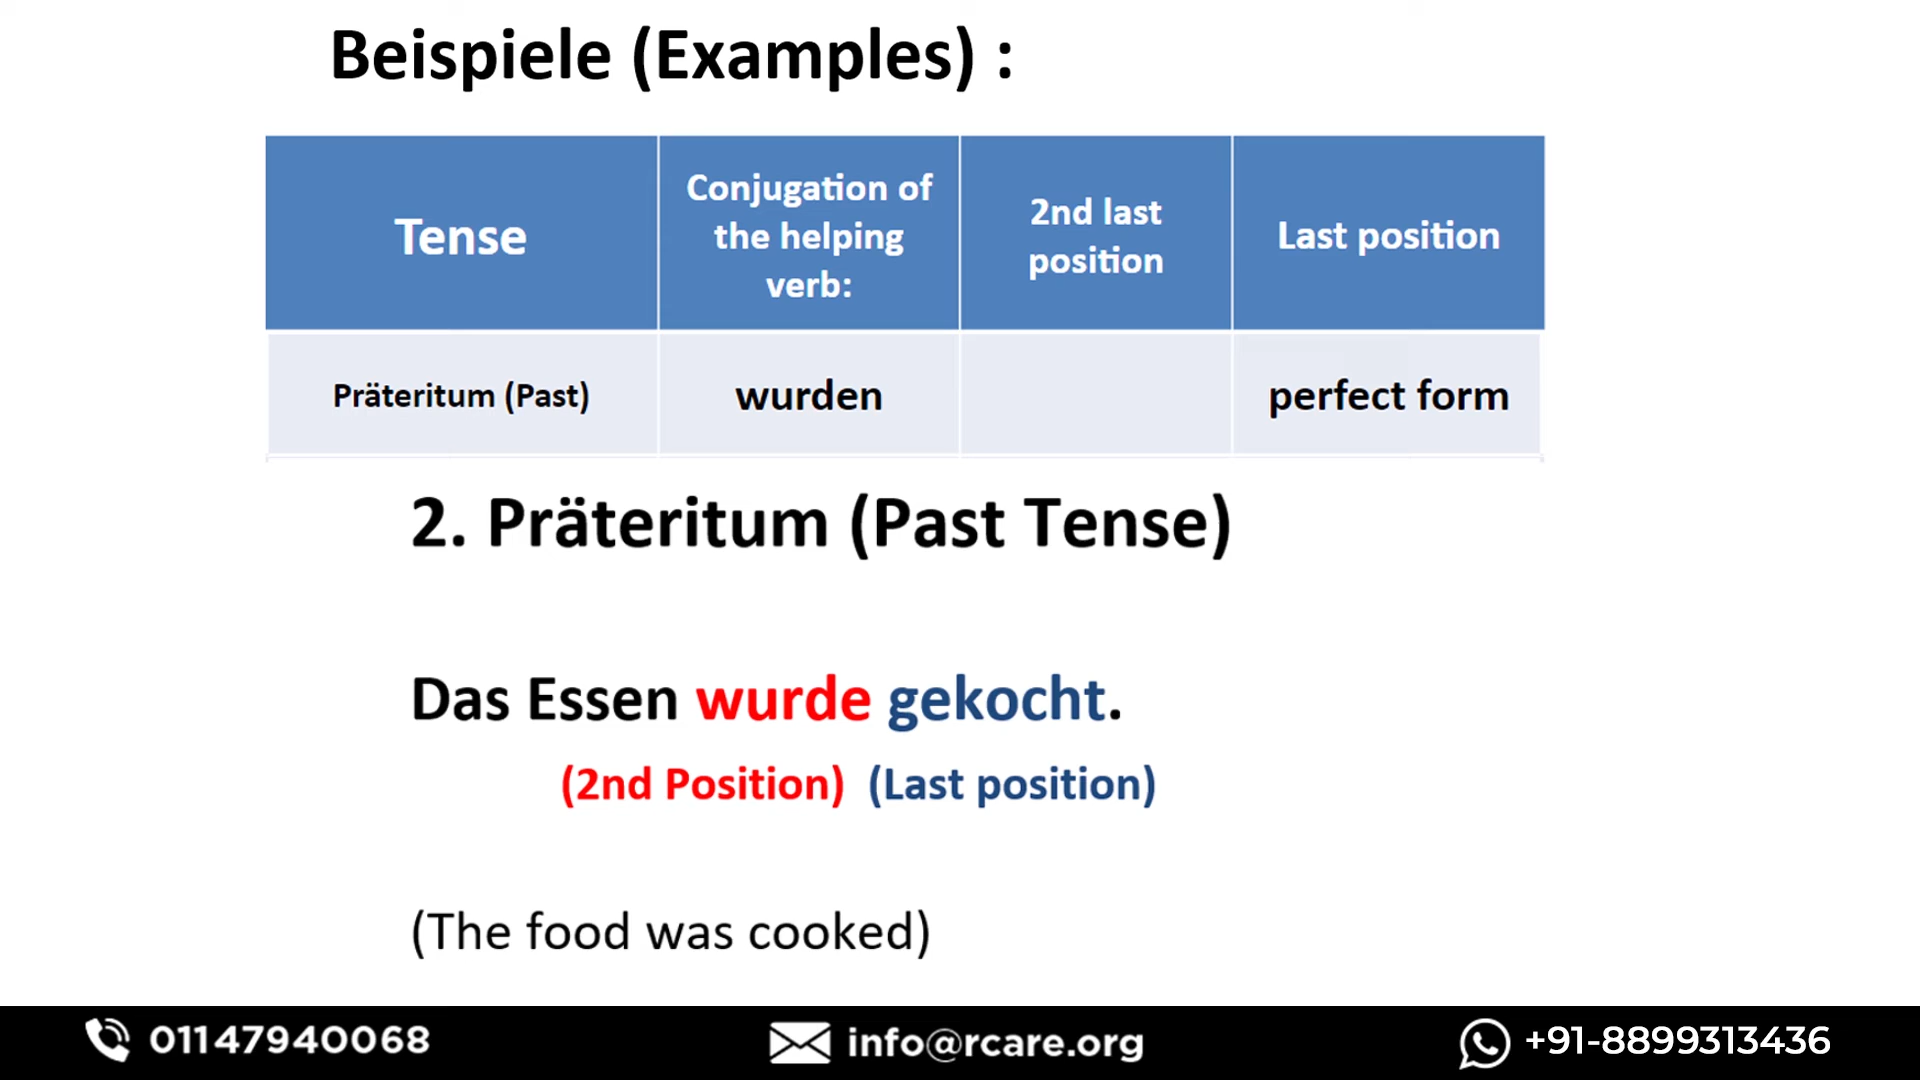 Beispiele (Examples) :
Tense
Conjugation of
the helping
verb:
2nd last
position
Last position
Präteritum (Past)
wurden
perfect form
2. Präteritum (Past Tense)
Das Essen wurde gekocht.
(2nd Position) (Last position)
(The food was cooked)
01147940068
info@rcare.org
+91-8899313436